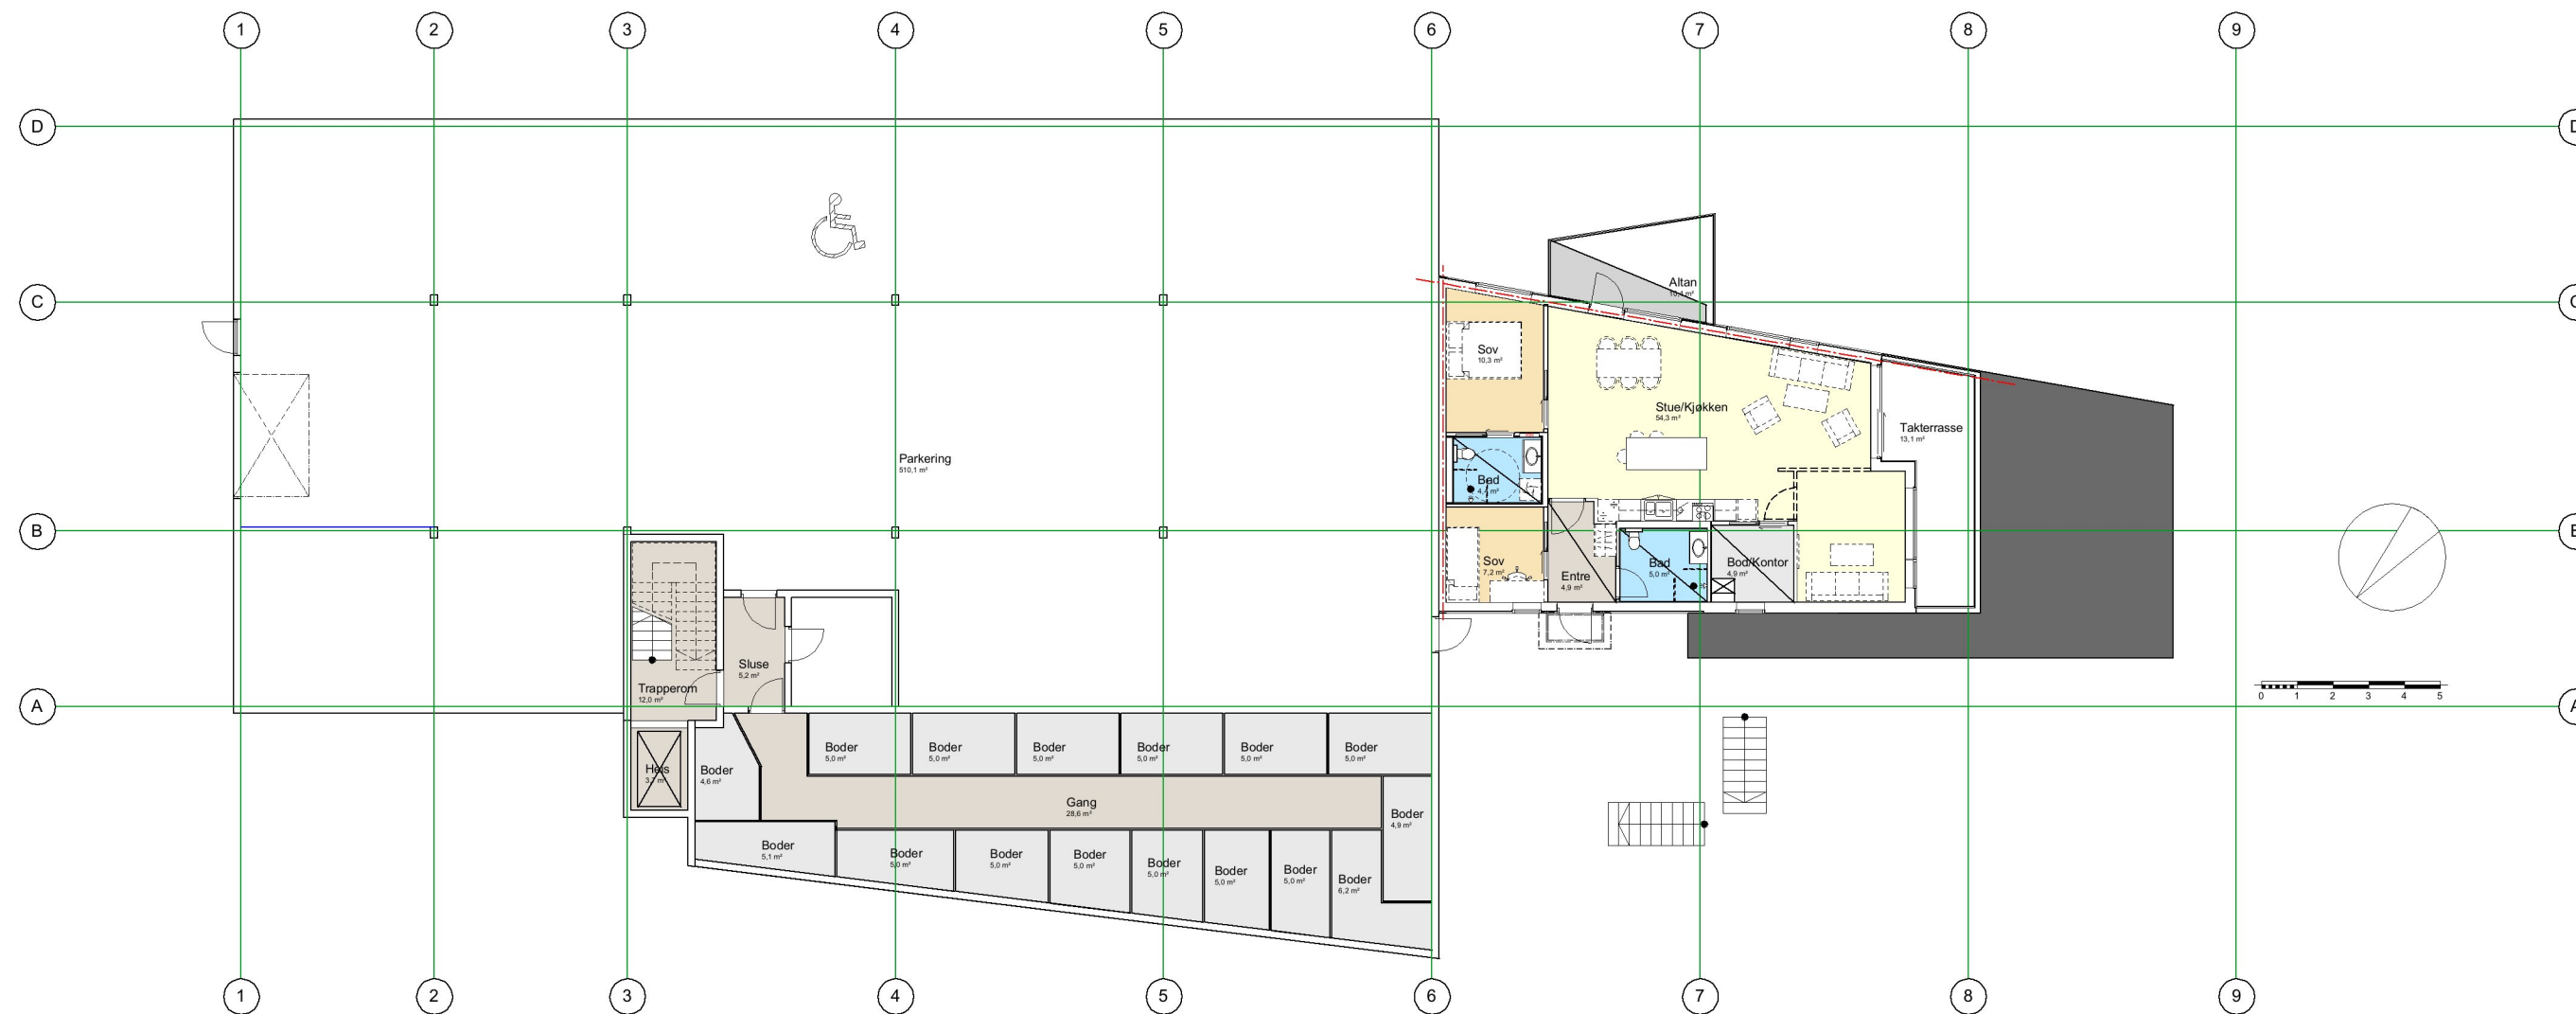 1 2 3 4 5 6 7 8 9
D
C
B
A
Altan
Sov
10,3 m²
Stue/Kjøkken
54,3 m²
Takterrasse
13,1 m²
Parkering
510,1 m²
Bad
Sov
7,2 m²
Entre
4,9 m²
Bad
5,0 m²
Bod/Kontor
4,9 m²
Sluse
5,2 m²
Trapperom
12,0 m²
0 1 2 3 4 5
Heis
Boder
4,6 m²
Boder
5,0 m²
Boder
5,0 m²
Boder
5,0 m²
Boder
5,0 m²
Boder
5,0 m²
Boder
5,0 m²
Gang
28,6 m²
Boder
4,9 m²
Boder
5,1 m²
Boder
5,0 m²
Boder
5,0 m²
Boder
5,0 m²
Boder
5,0 m²
Boder
5,0 m²
Boder
5,0 m²
Boder
6,2 m²
1 2 3 4 5 6 7 8 9